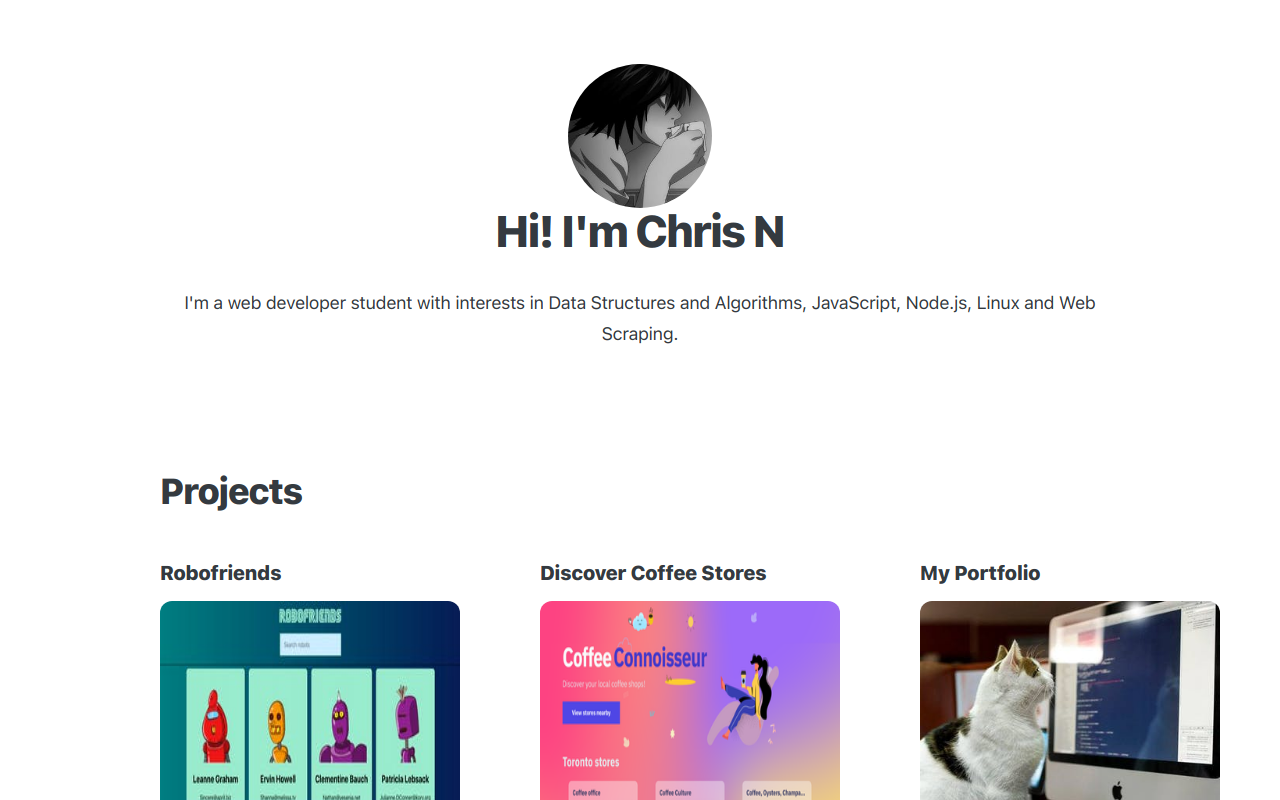 Hi! I'm Chris N
I'm a web developer student with interests in Data Structures and Algorithms, JavaScript, Node.js, Linux and Web
Scraping.
Projects
Robofriends
Discover Coffee Stores
My Portfolio
ROBOFRIENDS
Search robots
Leanne Graham
Ervin Howell
Clementine Bauch
Patricia Lebsack
Coffee Connoisseur
Discover your local coffee shops!
View stores nearby
Toronto stores
Coffee office
Coffee Culture
Coffee, Oysters, Champa...